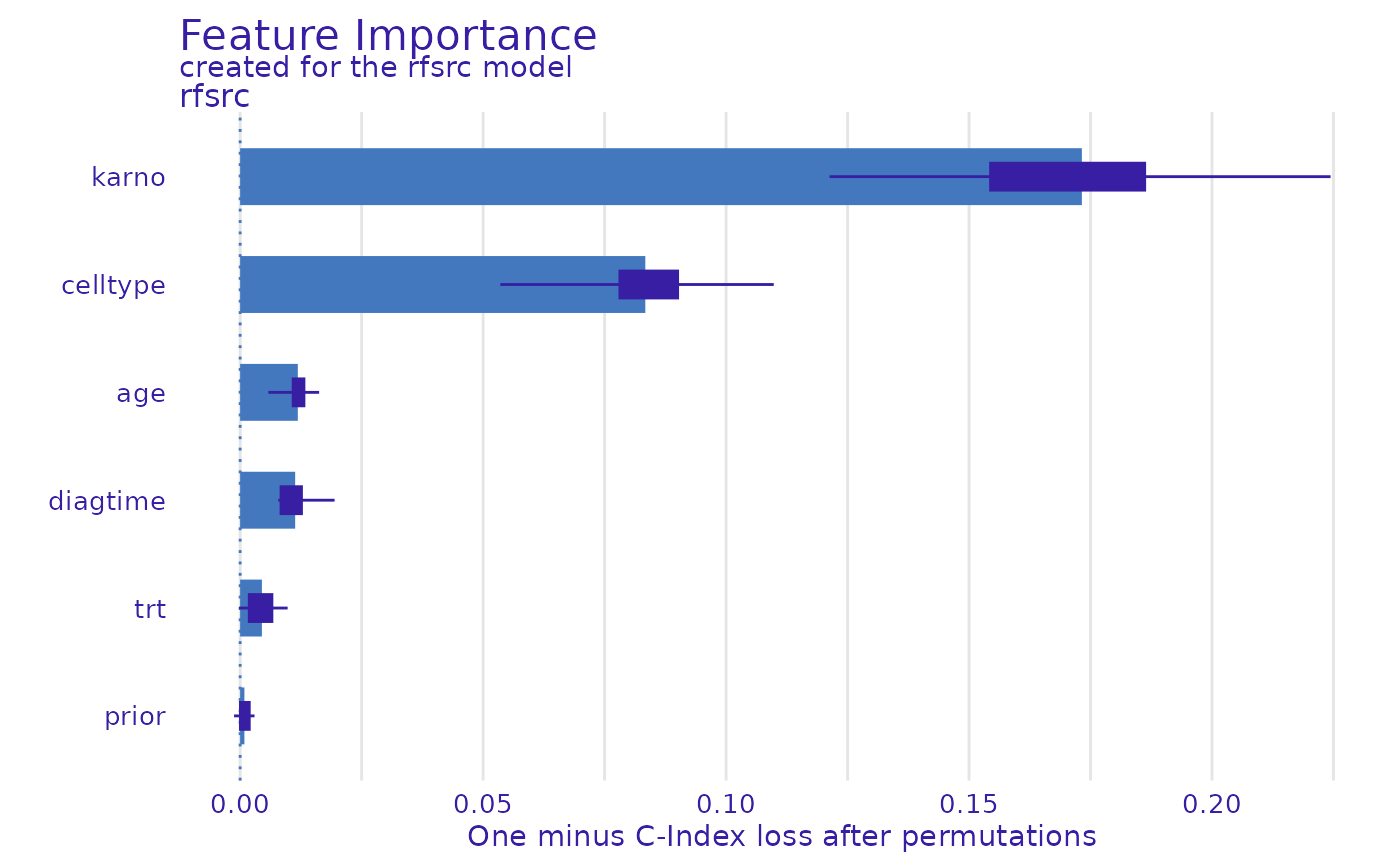 Feature Importance
created for the rfsrc model
rfsrc
karno
celltype
age
diagtime
trt
prior
0.00 0.05 0.10 0.15 0.20
One minus C-Index loss after permutations